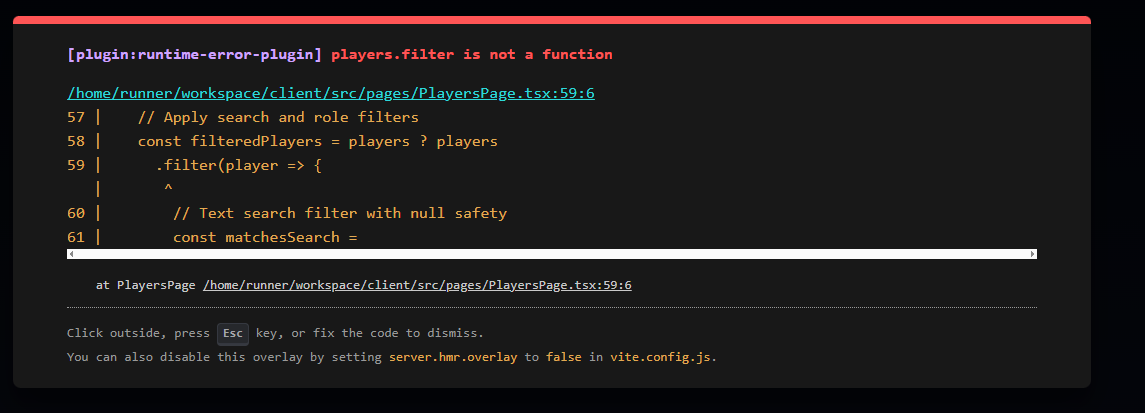 [plugin:runtime-error-plugin] players.filter is not a function
/home/runner/workspace/client/src/pages/PlayersPage.tsx:59:6
57 |    // Apply search and role filters
58 |    const filteredPlayers = players ? players
59 |      .filter(player => {
   |       ^
60 |        // Text search filter with null safety
61 |        const matchesSearch =
at PlayersPage /home/runner/workspace/client/src/pages/PlayersPage.tsx:59:6
Click outside, press Esc key, or fix the code to dismiss.
You can also disable this overlay by setting server.hmr.overlay to false in vite.config.js.